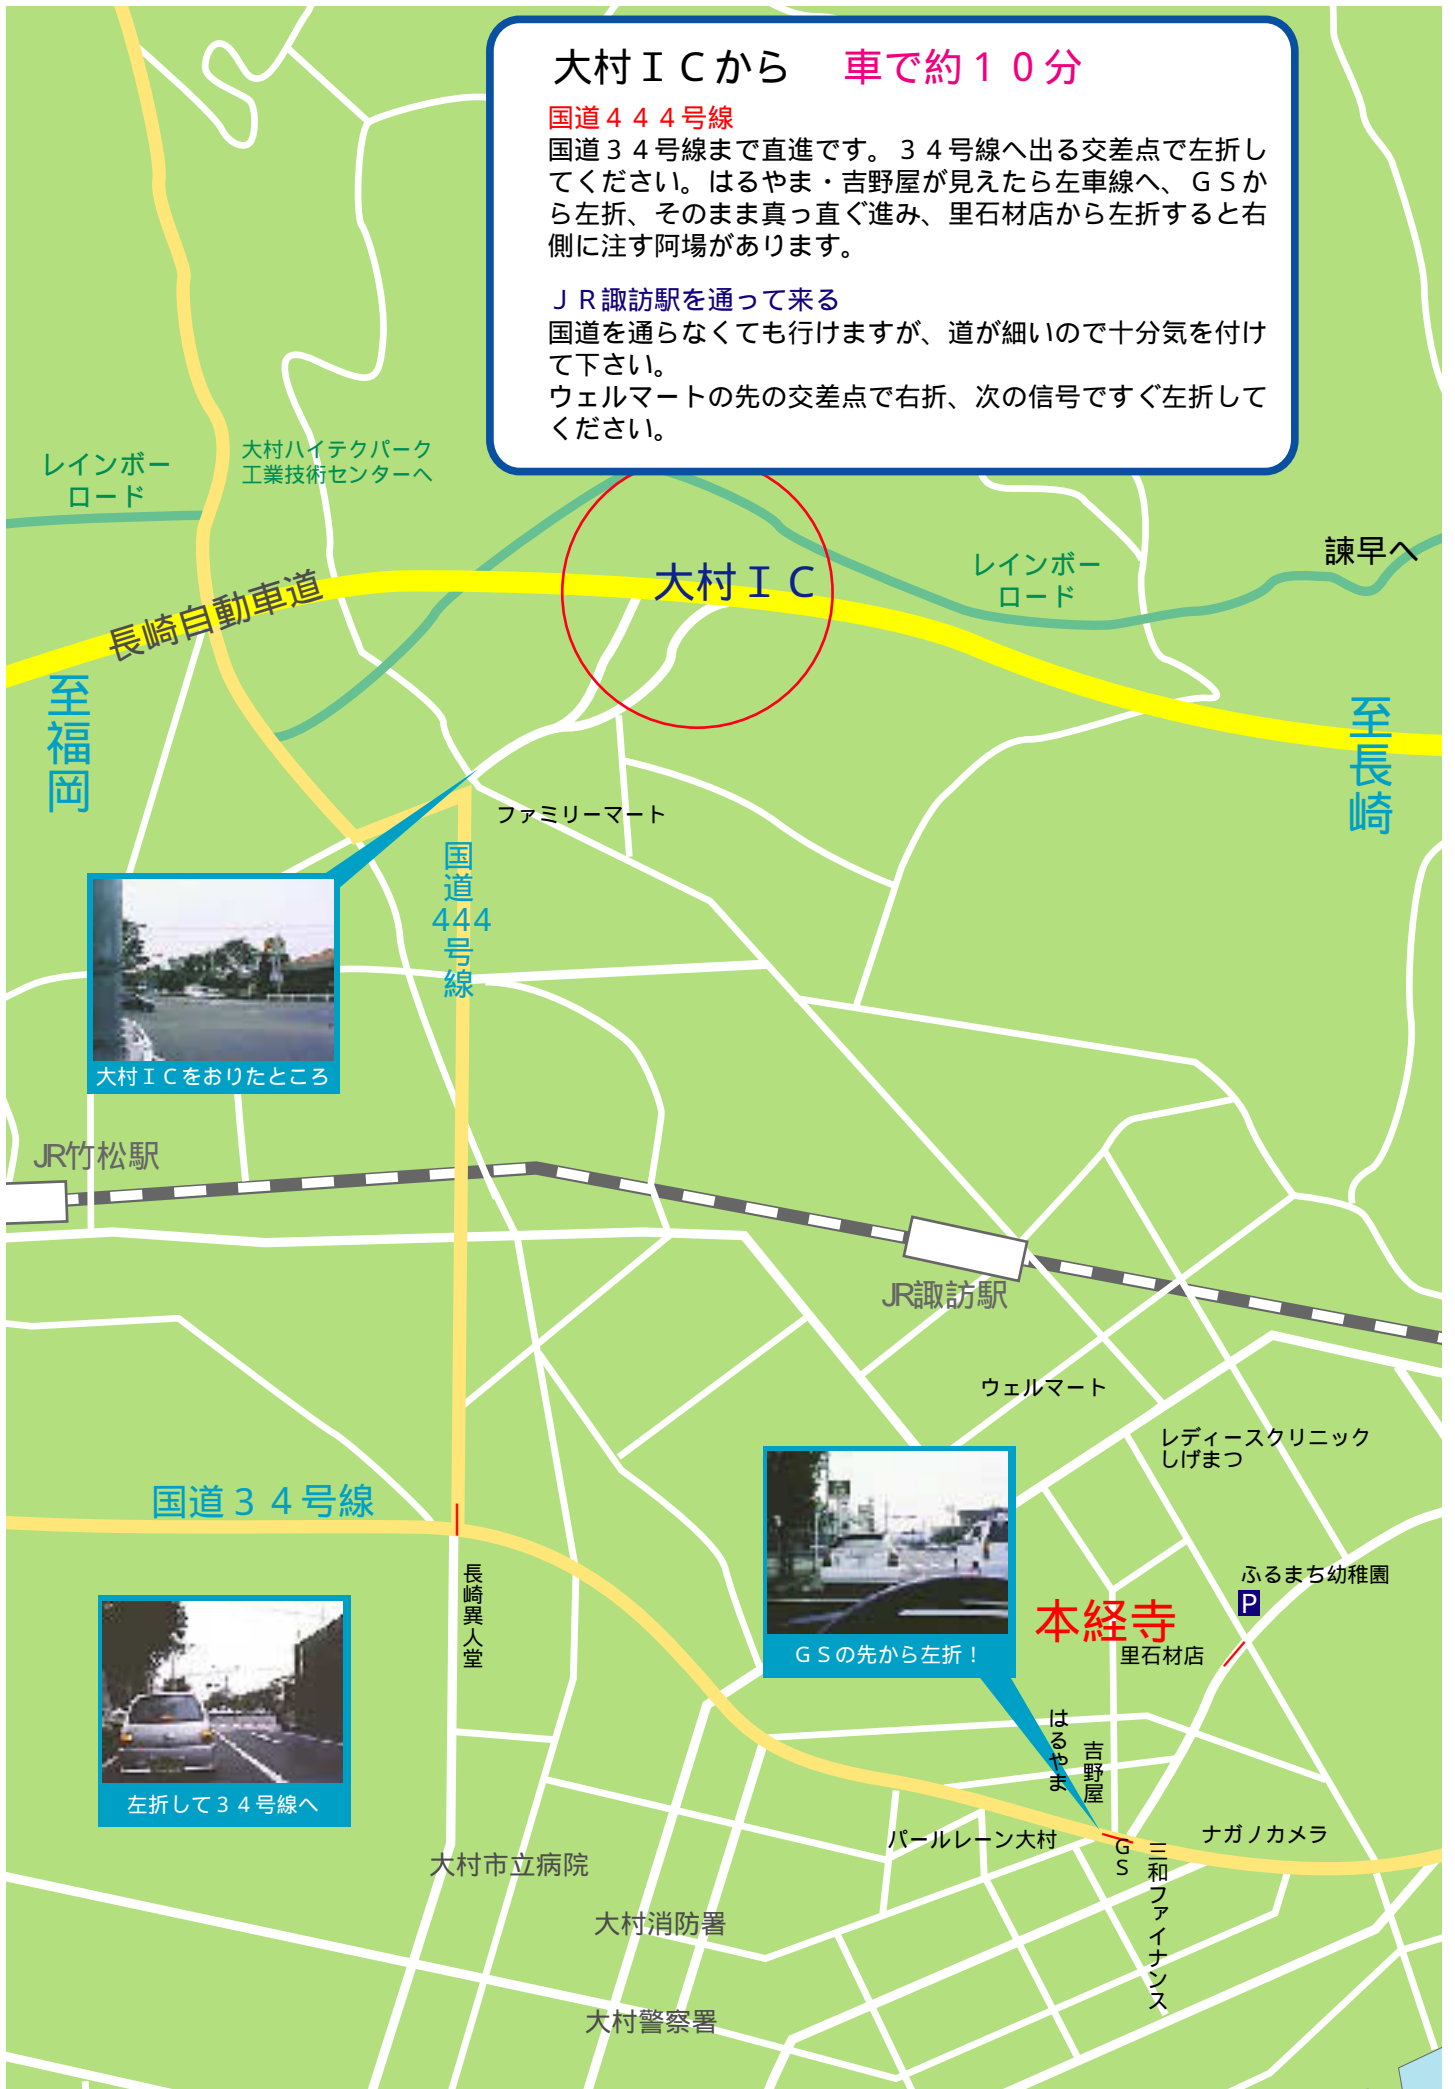 大村ＩＣから　車で約１０分
国道４４４号線
国道３４号線まで直進です。３４号線へ出る交差点で左折し
てください。はるやま・吉野屋が見えたら左車線へ、ＧＳか
ら左折、そのまま真っ直ぐ進み、里石材店から左折すると右
側に注す阿場があります。
ＪＲ諏訪駅を通って来る
国道を通らなくても行けますが、道が細いので十分気を付け
て下さい。
ウェルマートの先の交差点で右折、次の信号ですぐ左折して
ください。
レインボー
ロード
大村ハイテクパーク
工業技術センターへ
大村ＩＣ
レインボー
ロード
諫早へ
長崎自動車道
至福岡
至長崎
ファミリーマート
国道444号線
大村ＩＣをおりたところ
JR竹松駅
JR諏訪駅
ウェルマート
レディースクリニック
しげまつ
国道３４号線
長崎異人堂
ふるまち幼稚園
P
本経寺
里石材店
ＧＳの先から左折！
左折して３４号線へ
はるやま
吉野屋
パールレーン大村
GS
三和ファイナンス
ナガノカメラ
大村市立病院
大村消防署
大村警察署